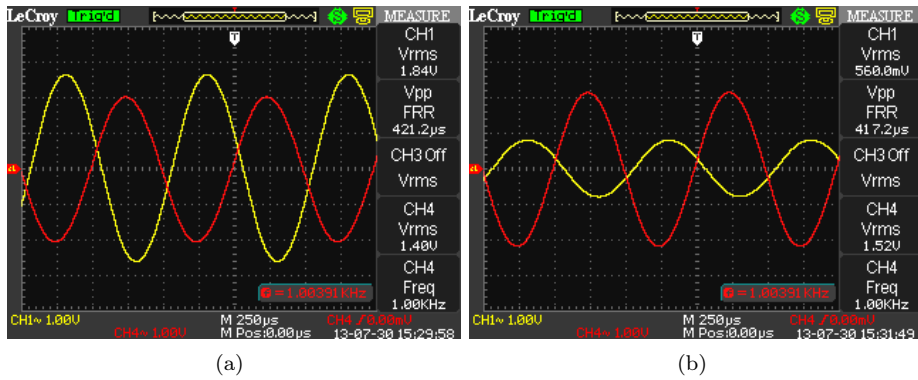 LeCroy Trig'd S MEASURE
T
CH1
Vrms
1.84V
Vpp
FRR
421.2µs
CH3 Off
Vrms
CH4
Vrms
1.40V
CH4
Freq
1.00KHz
= 1.00391KHz
CH1~ 1.00V M 250µs CH4 / 0.00mV
CH4~ 1.00V M Pos:0.00µs 13-07-30 15:29:58
(a)
LeCroy Trig'd S MEASURE
T
CH1
Vrms
560.0mV
Vpp
FRR
417.2µs
CH3 Off
Vrms
CH4
Vrms
1.52V
CH4
Freq
1.00KHz
= 1.00391KHz
CH1~ 1.00V M 250µs CH4 / 0.00mV
CH4~ 1.00V M Pos:0.00µs 13-07-30 15:31:49
(b)